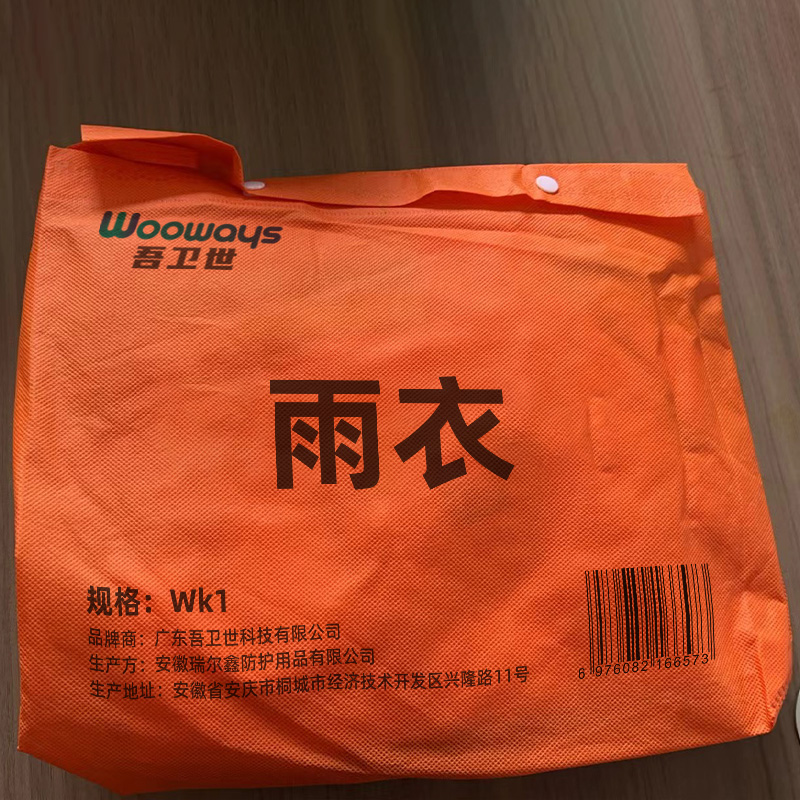 Wooways
吾卫世
雨衣
规格：Wk1
品牌商：广东吾卫世科技有限公司
生产方：安徽瑞尔鑫防护用品有限公司
生产地址：安徽省安庆市桐城市经济技术开发区兴隆路11号
6 976082 166573